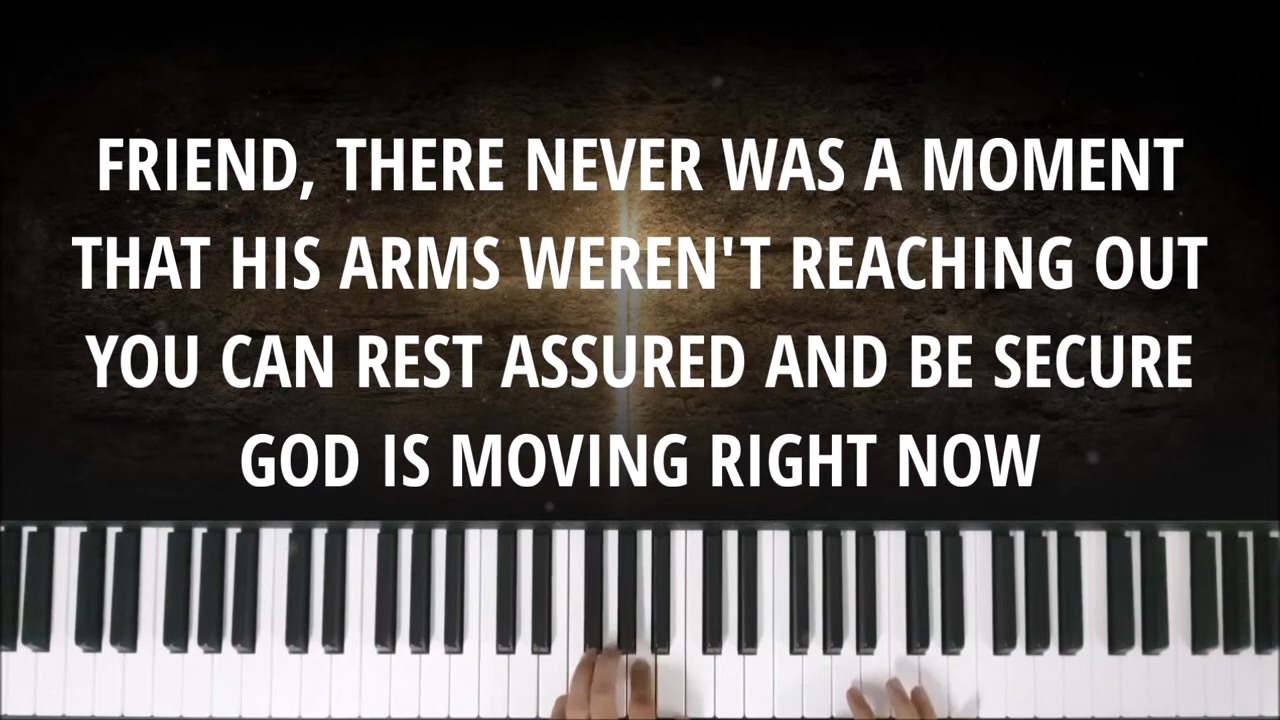 FRIEND, THERE NEVER WAS A MOMENT
THAT HIS ARMS WEREN'T REACHING OUT
YOU CAN REST ASSURED AND BE SECURE
GOD IS MOVING RIGHT NOW